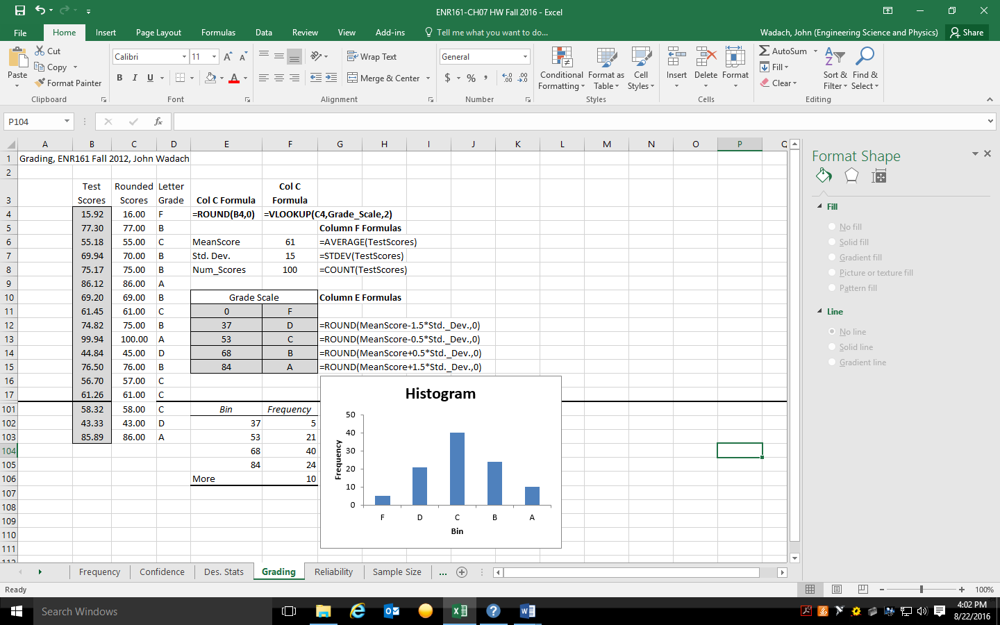 ENR161-CH07 HW Fall 2016 - Excel
File Home Insert Page Layout Formulas Data Review View Add-ins Tell me what you want to do... Wadach, John (Engineering Science and Physics) Share
Paste Cut Copy Format Painter Clipboard
Calibri 11 B I U A A A Font
Wrap Text Merge & Center Alignment
General $ % , Number
Conditional Formatting Format as Table Cell Styles Styles
Insert Delete Format Cells
AutoSum Fill Clear Sort & Filter Find & Select Editing
P104 fx
A B C D E F G H I J K L M N O P Q
1 Grading, ENR161 Fall 2012, John Wadach
2
3 Test Scores Rounded Scores Letter Grade Col C Formula Col C Formula
4 15.92 16.00 F =ROUND(B4,0) =VLOOKUP(C4,Grade_Scale,2)
5 77.30 77.00 B Column F Formulas
6 55.18 55.00 C MeanScore 61 =AVERAGE(TestScores)
7 69.94 70.00 B Std. Dev. 15 =STDEV(TestScores)
8 75.17 75.00 B Num_Scores 100 =COUNT(TestScores)
9 86.12 86.00 A
10 69.20 69.00 B Grade Scale Column E Formulas
11 61.45 61.00 C 0 F
12 74.82 75.00 B 37 D =ROUND(MeanScore-1.5*Std._Dev.,0)
13 99.94 100.00 A 53 C =ROUND(MeanScore-0.5*Std._Dev.,0)
14 44.84 45.00 D 68 B =ROUND(MeanScore+0.5*Std._Dev.,0)
15 76.50 76.00 B 84 A =ROUND(MeanScore+1.5*Std._Dev.,0)
16 56.70 57.00 C
17 61.26 61.00 C
101 58.32 58.00 C Bin Frequency
102 43.33 43.00 D 37 5
103 85.89 86.00 A 53 21
104 68 40
105 84 24
106 More 10
107
108
109
110
111
Histogram
Frequency
50
40
30
20
10
0
F D C B A
Bin
Format Shape
Fill
No fill
Solid fill
Gradient fill
Picture or texture fill
Pattern fill
Line
No line
Solid line
Gradient line
Frequency Confidence Des. Stats Grading Reliability Sample Size ...
Ready 100%
Search Windows
4:02 PM
8/22/2016